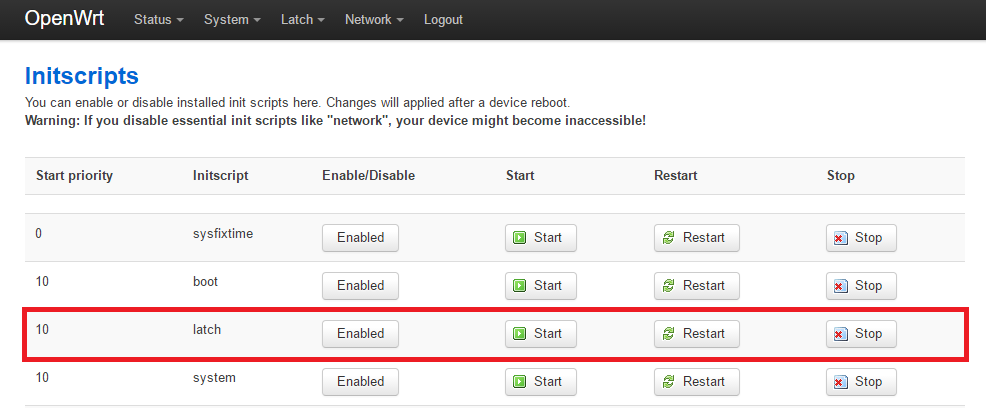 OpenWrt Status System Latch Network Logout
Initscripts
You can enable or disable installed init scripts here. Changes will applied after a device reboot.
Warning: If you disable essential init scripts like "network", your device might become inaccessible!
Start priority Initscript Enable/Disable Start Restart Stop
0 sysfixtime Enabled Start Restart Stop
10 boot Enabled Start Restart Stop
10 latch Enabled Start Restart Stop
10 system Enabled Start Restart Stop